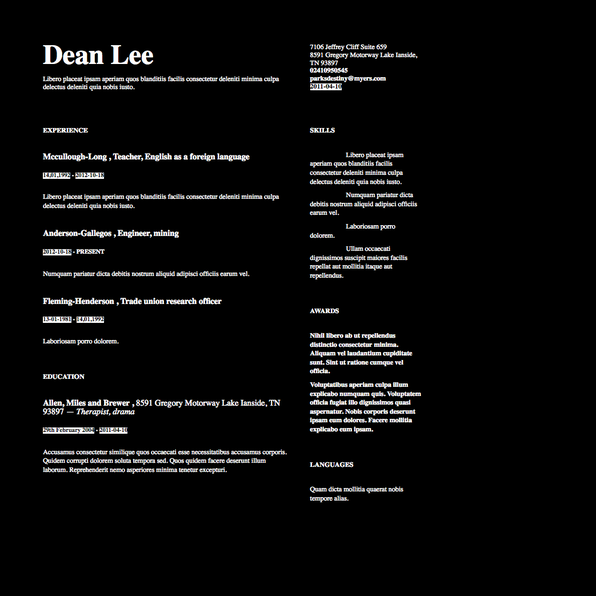 Dean Lee
Libero placeat ipsam aperiam quos blanditiis facilis consectetur deleniti minima culpa
delectus deleniti quia nobis iusto.
7106 Jeffrey Cliff Suite 659
8591 Gregory Motorway Lake Ianside,
TN 93897
02410950545
parksdestiny@myers.com
2011-04-10
EXPERIENCE
Mccullough-Long , Teacher, English as a foreign language
14.01.1992 - 2012-10-18
Libero placeat ipsam aperiam quos blanditiis facilis consectetur deleniti minima culpa
delectus deleniti quia nobis iusto.
Anderson-Gallegos , Engineer, mining
2012-10-18 - PRESENT
Numquam pariatur dicta debitis nostrum aliquid adipisci officiis earum vel.
Fleming-Henderson , Trade union research officer
13-01-1981 - 14.01.1992
Laboriosam porro dolorem.
EDUCATION
Allen, Miles and Brewer , 8591 Gregory Motorway Lake Ianside, TN
93897 — Therapist, drama
29th February 2004 - 2011-04-10
Accusamus consectetur similique quos occaecati esse necessitatibus accusamus corporis.
Quidem corrupti dolorem soluta tempora sed. Quos quidem facere deserunt illum
laborum. Reprehenderit nemo asperiores minima tenetur excepturi.
SKILLS
Libero placeat ipsam
aperiam quos blanditiis facilis
consectetur deleniti minima culpa
delectus deleniti quia nobis iusto.
Numquam pariatur dicta
debitis nostrum aliquid adipisci officiis
earum vel.
Laboriosam porro
dolorem.
Ullam occaecati
dignissimos suscipit maiores facilis
repellat aut mollitia itaque aut
repellendus.
AWARDS
Nihil libero ab ut repellendus
distinctio consectetur minima.
Aliquam vel laudantium cupiditate
sunt. Sint ut ratione cumque vel
officia.
Voluptatibus aperiam culpa illum
explicabo numquam quis. Voluptatem
officia fugiat illo dignissimos quos
aspernatur. Nobis corporis deserunt
ipsam eum dolores. Facere mollitia
explicabo eum ipsam.
LANGUAGES
Quam dicta mollitia quaerat nobis
tempore alias.